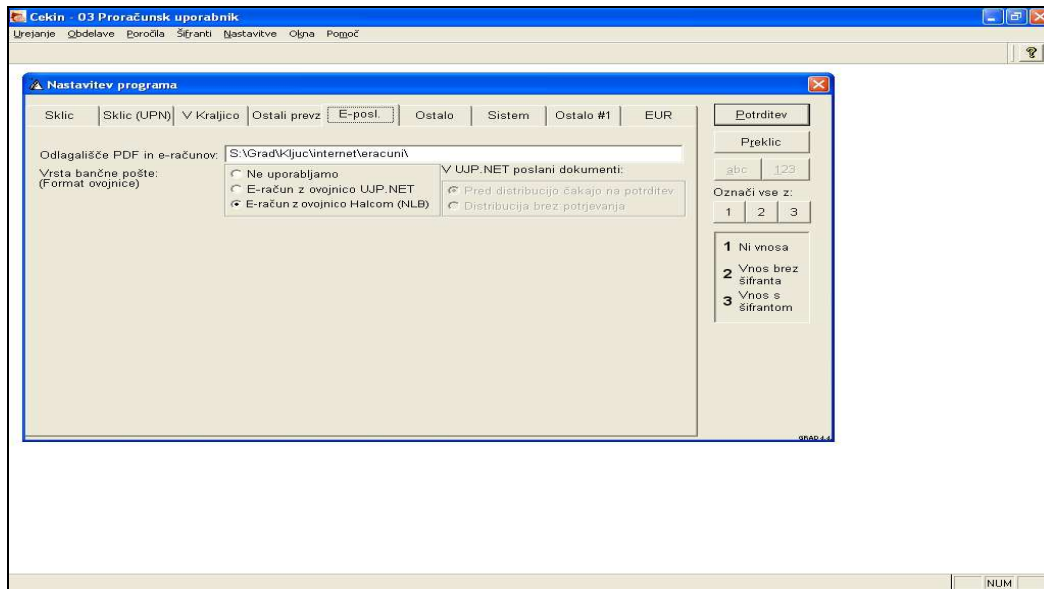 Cekin - 03 Proračunsk uporabnik
Urejanje Obdelave Poročila Šifranti Nastavitve Okna Pomoč
Nastavitev programa
Sklic Sklic (UPN) V Kraljico Ostali prevz E-posl. Ostalo Sistem Ostalo #1 EUR
Potrditev
Preklic
abc 123
Označi vse z:
1 2 3
1 Ni vnosa
2 Vnos brez šifranta
3 Vnos s šifrantom
Odlagališče PDF in e-računov: S:\Grad\Kljuc\internet\eracuni\
Vrsta bančne pošte:
(Format ovojnice)
Ne uporabljamo
E-račun z ovojnico UJP.NET
E-račun z ovojnico Halcom (NLB)
V UJP.NET poslani dokumenti:
Pred distribucijo čakajo na potrditev
Distribucija brez potrjevanja
GRAD 4.4
NUM